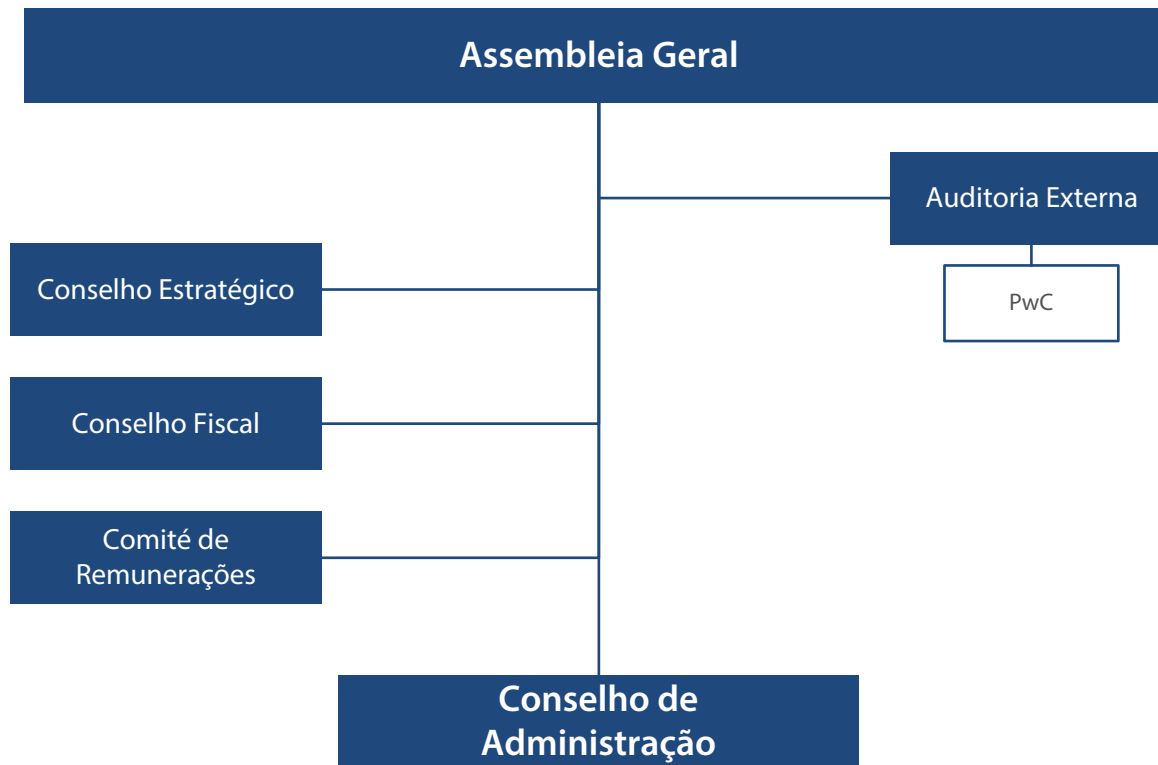 Assembleia Geral
Auditoria Externa
PwC
Conselho Estratégico
Conselho Fiscal
Comité de
Remunerações
Conselho de
Administração